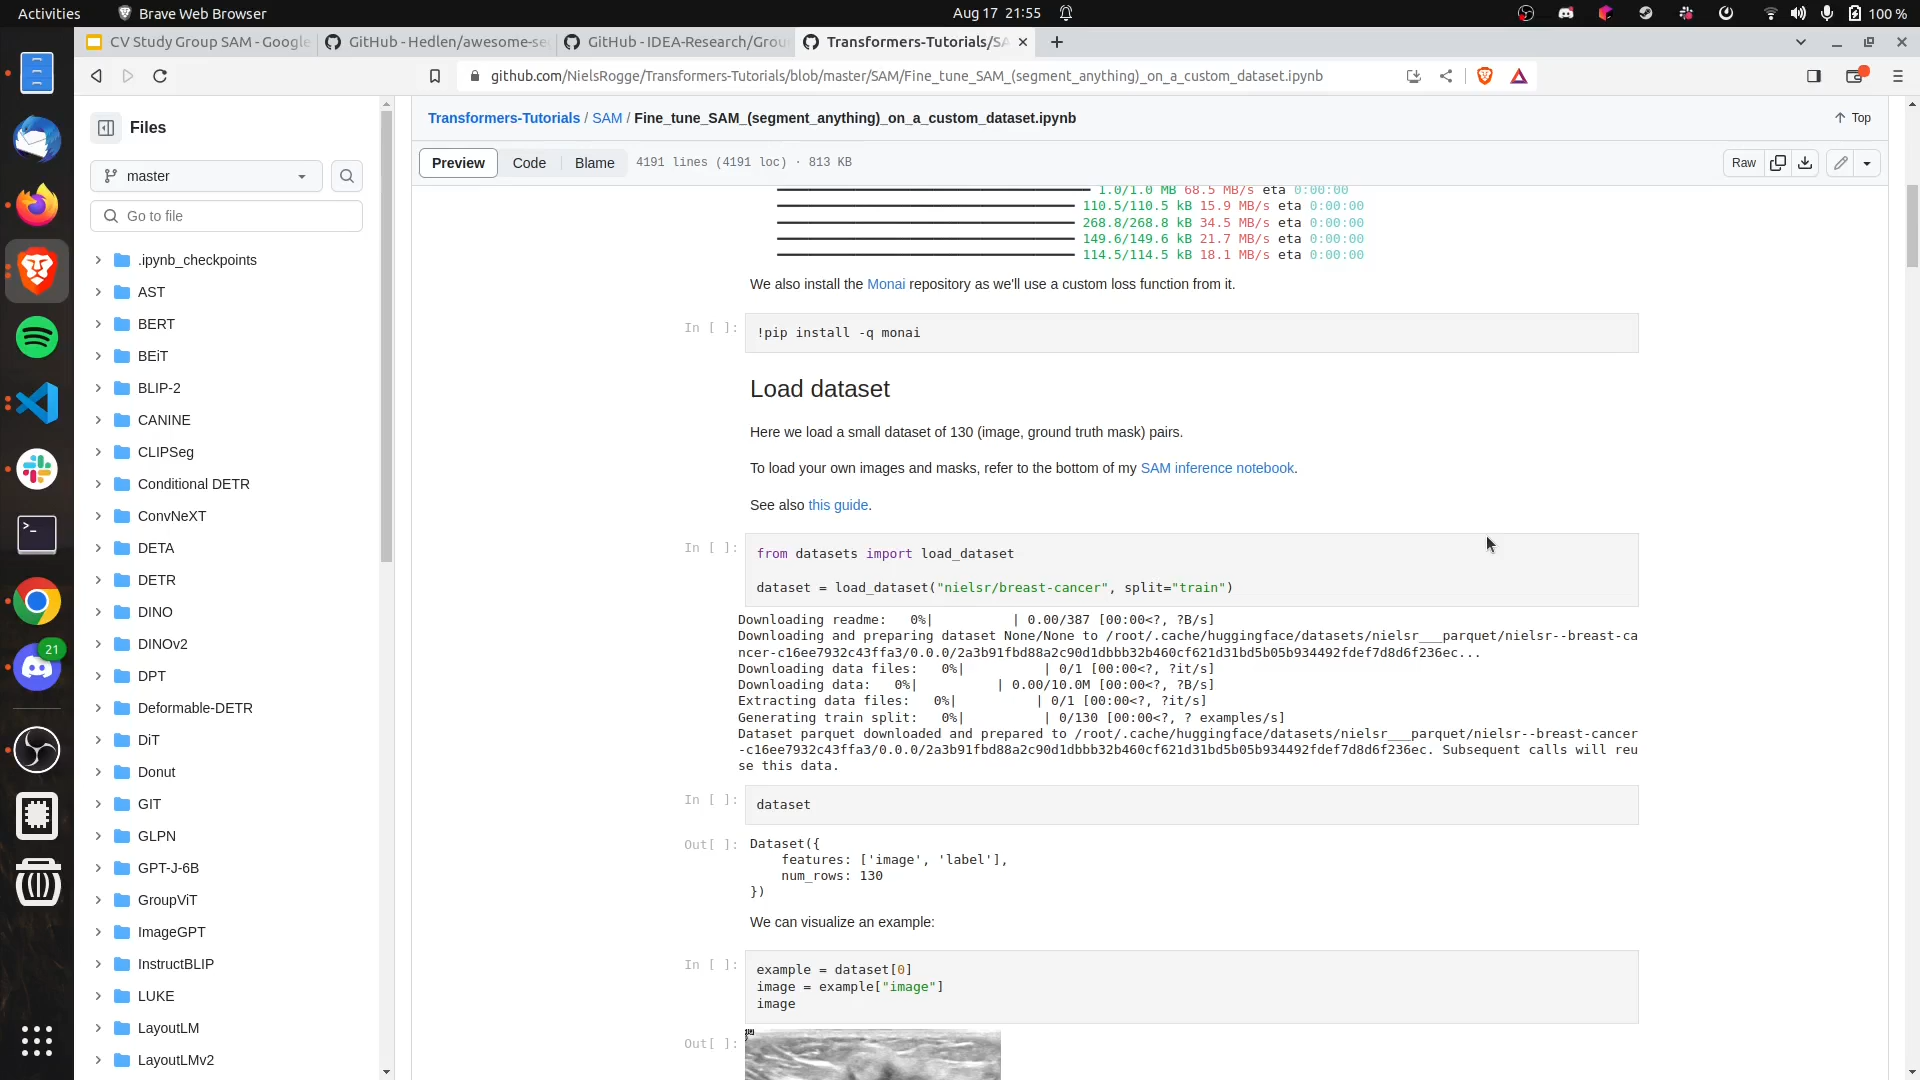 Activities
Brave Web Browser
Aug 17 21:55
100 %
CV Study Group SAM - Google
GitHub - Hedlen/awesome-se
GitHub - IDEA-Research/Grou
Transformers-Tutorials/SA
github.com/NielsRogge/Transformers-Tutorials/blob/master/SAM/Fine_tune_SAM_(segment_anything)_on_a_custom_dataset.ipynb
Files
master
Go to file
.ipynb_checkpoints
AST
BERT
BEiT
BLIP-2
CANINE
CLIPSeg
Conditional DETR
ConvNeXT
DETA
DETR
DINO
DINOv2
DPT
Deformable-DETR
DiT
Donut
GIT
GLPN
GPT-J-6B
GroupViT
ImageGPT
InstructBLIP
LUKE
LayoutLM
LayoutLMv2
21
Transformers-Tutorials / SAM / Fine_tune_SAM_(segment_anything)_on_a_custom_dataset.ipynb
Top
Preview Code Blame 4191 lines (4191 loc) · 813 KB
Raw
1.0/1.0 MB 68.5 MB/s eta 0:00:00
110.5/110.5 kB 15.9 MB/s eta 0:00:00
268.8/268.8 kB 34.5 MB/s eta 0:00:00
149.6/149.6 kB 21.7 MB/s eta 0:00:00
114.5/114.5 kB 18.1 MB/s eta 0:00:00
We also install the Monai repository as we'll use a custom loss function from it.
In [ ]: !pip install -q monai
Load dataset
Here we load a small dataset of 130 (image, ground truth mask) pairs.
To load your own images and masks, refer to the bottom of my SAM inference notebook.
See also this guide.
In [ ]: from datasets import load_dataset
dataset = load_dataset("nielsr/breast-cancer", split="train")
Downloading readme: 0%| | 0.00/387 [00:00<?, ?B/s]
Downloading and preparing dataset None/None to /root/.cache/huggingface/datasets/nielsr___parquet/nielsr--breast-ca
ncer-c16ee7932c43ffa3/0.0.0/2a3b91fbd88a2c90d1dbbb32b460cf621d31bd5b05b934492fdef7d8d6f236ec...
Downloading data files: 0%| | 0/1 [00:00<?, ?it/s]
Downloading data: 0%| | 0.00/10.0M [00:00<?, ?B/s]
Extracting data files: 0%| | 0/1 [00:00<?, ?it/s]
Generating train split: 0%| | 0/130 [00:00<?, ? examples/s]
Dataset parquet downloaded and prepared to /root/.cache/huggingface/datasets/nielsr___parquet/nielsr--breast-cancer
-c16ee7932c43ffa3/0.0.0/2a3b91fbd88a2c90d1dbbb32b460cf621d31bd5b05b934492fdef7d8d6f236ec. Subsequent calls will reu
se this data.
In [ ]: dataset
Out[ ]: Dataset({
features: ['image', 'label'],
num_rows: 130
})
We can visualize an example:
In [ ]: example = dataset[0]
image = example["image"]
image
Out[ ]: